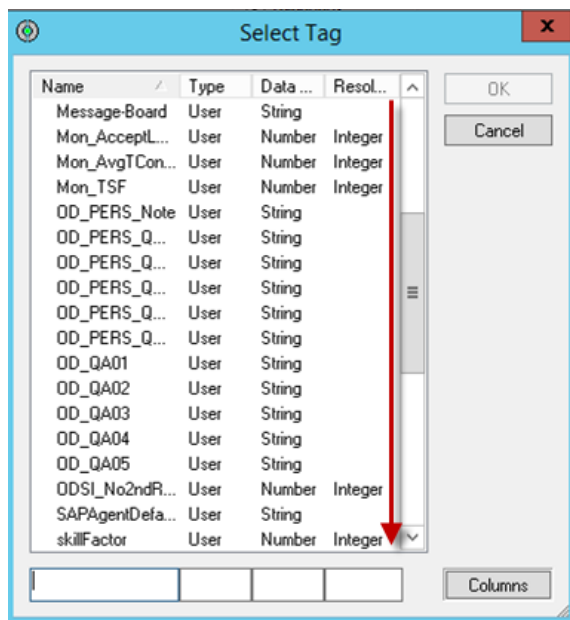 Select Tag
x
Name Type Data ... Resol...
Message-Board User String
Mon_AcceptL... User Number Integer
Mon_AvgTCon... User Number Integer
Mon_TSF User Number Integer
OD_PERS_Note User String
OD_PERS_Q... User String
OD_PERS_Q... User String
OD_PERS_Q... User String
OD_PERS_Q... User String
OD_PERS_Q... User String
OD_QA01 User String
OD_QA02 User String
OD_QA03 User String
OD_QA04 User String
OD_QA05 User String
ODSI_No2ndR... User Number Integer
SAPAgentDefa... User String
skillFactor User Number Integer
OK
Cancel
Columns